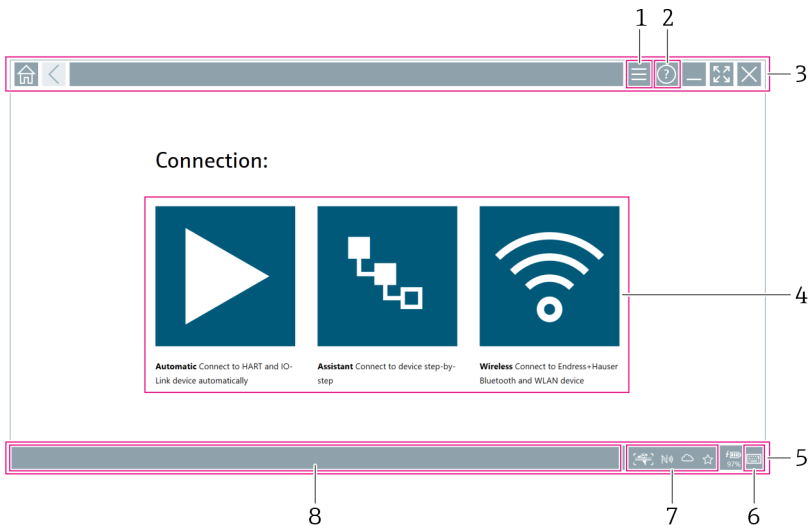 1 2
3
?
Connection:
4
Automatic Connect to HART and IO-
Link device automatically
Assistant Connect to device step-by-
step
Wireless Connect to Endress+Hauser
Bluetooth and WLAN device
N
97%
5
8 7 6